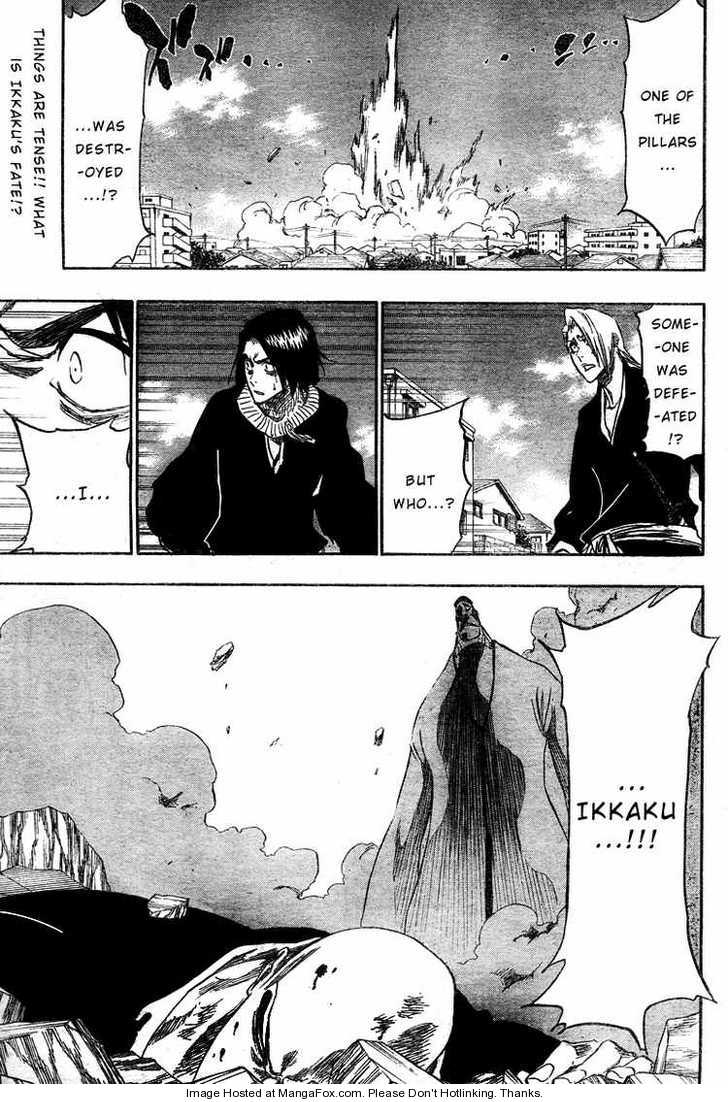 ONE OF
THE
PILLARS
...
...WAS
DESTR-
-OYED
...!?
THINGS ARE TENSE!! WHAT
IS IKKAKU'S FATE!?
SOME-
-ONE
WAS
DEFE-
-ATED
!?
BUT
WHO...?
...I...
...
IKKAKU
...!!!
Image Hosted at MangaFox.com. Please Don't Hotlinking. Thanks.